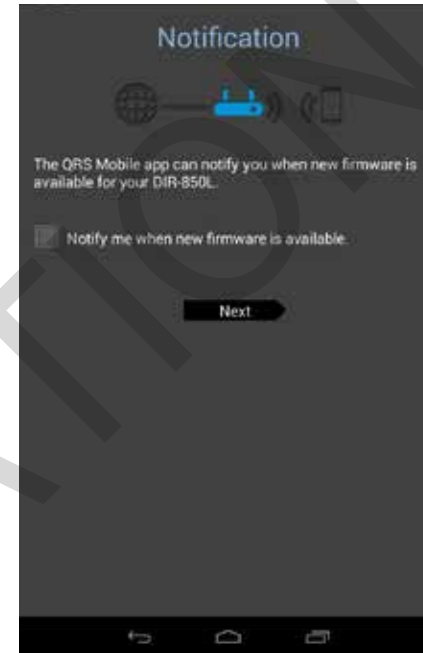 Notification
The QRS Mobile app can notify you when new firmware is
available for your DIR-850L.
Notify me when new firmware is available.
Next